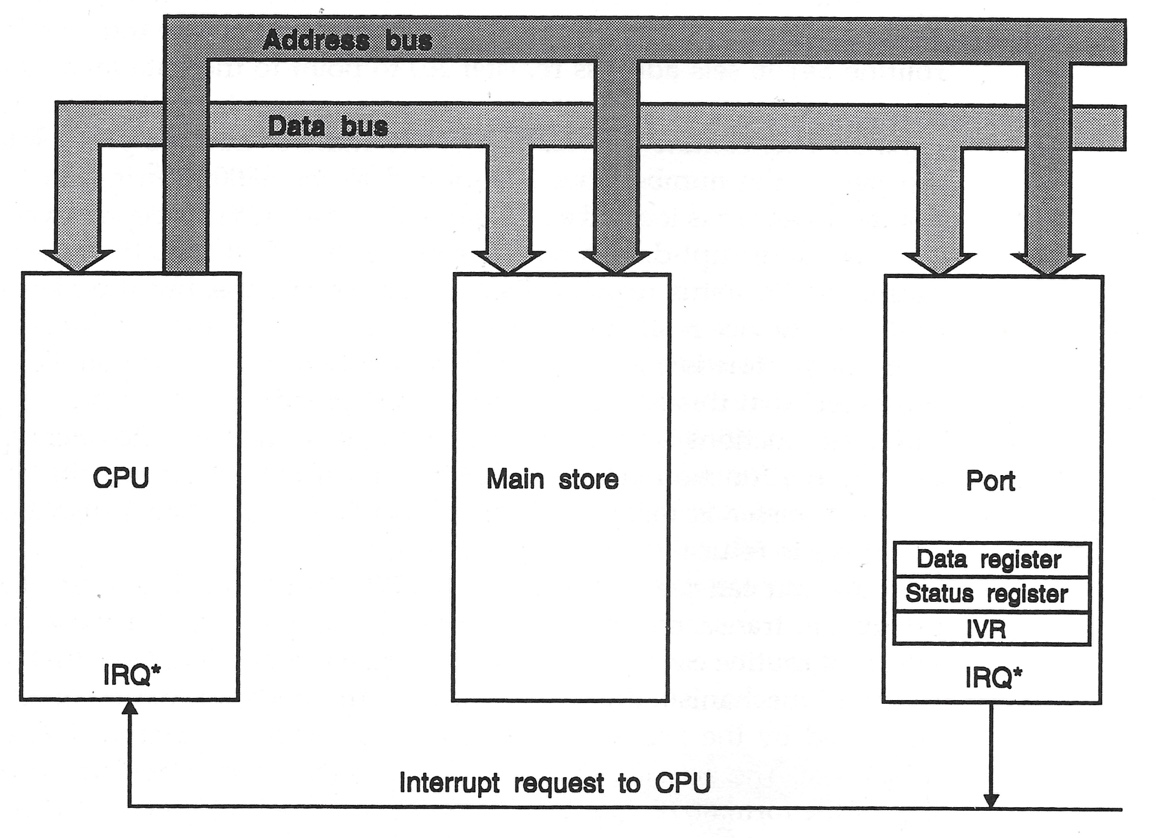 Address bus
Data bus
CPU
Main store
Port
Data register
Status register
IVR
IRQ*
IRQ*
Interrupt request to CPU